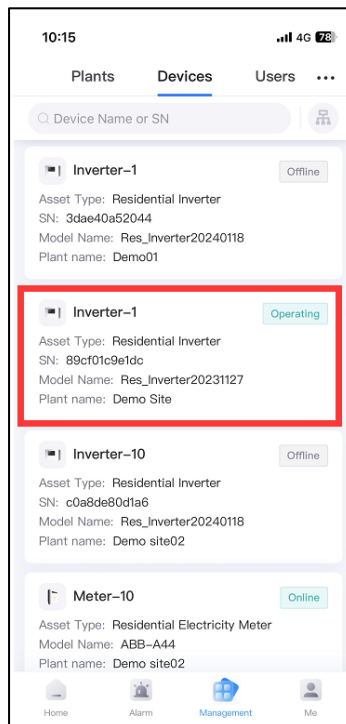 10:15 4G 78
Plants Devices Users
Device Name or SN
Inverter-1 Offline
Asset Type: Residential Inverter
SN: 3dae40a52044
Model Name: Res_Inverter20240118
Plant name: Demo01
Inverter-1 Operating
Asset Type: Residential Inverter
SN: 89cf01c9e1dc
Model Name: Res_Inverter20231127
Plant name: Demo Site
Inverter-10 Offline
Asset Type: Residential Inverter
SN: c0a8de80d1a6
Model Name: Res_Inverter20240118
Plant name: Demo site02
Meter-10 Online
Asset Type: Residential Electricity Meter
Model Name: ABB-A44
Plant name: Demo site02
Home Alarm Management Me